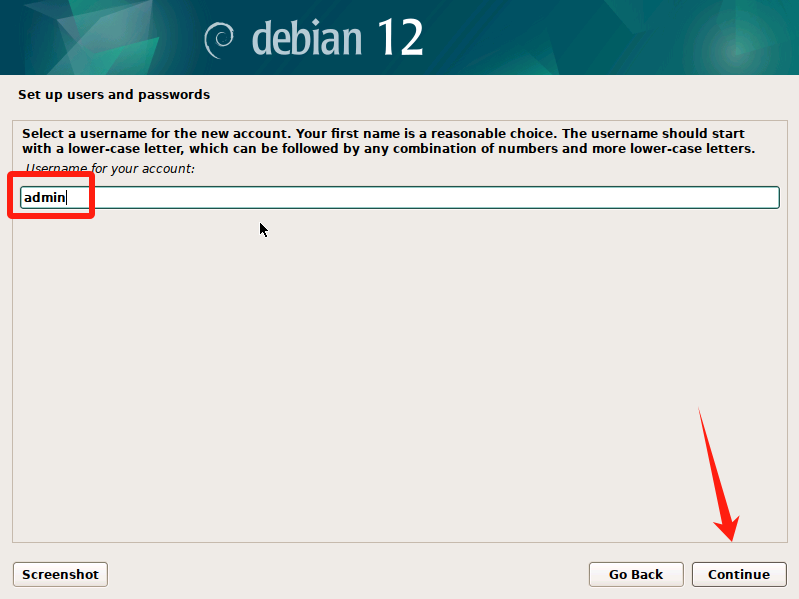 debian 12
Set up users and passwords
Select a username for the new account. Your first name is a reasonable choice. The username should start
with a lower-case letter, which can be followed by any combination of numbers and more lower-case letters.
Username for your account:
admin
Screenshot
Go Back
Continue